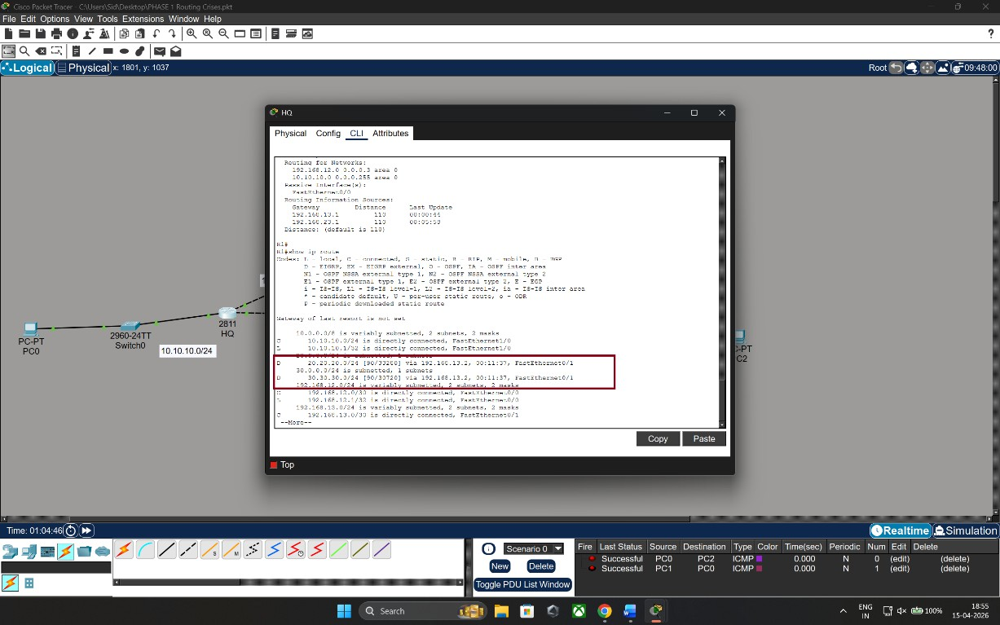 Cisco Packet Tracer - C:\Users\Sid\Desktop\PHASE 1 Routing Crises.pkt
File Edit Options View Tools Extensions Window Help
Logical Physical x: 1801, y: 1037
Root 09:48:00
HQ
Physical Config CLI Attributes
Routing for Networks:
192.168.12.0 0.0.0.3 area 0
10.10.10.0 0.0.0.255 area 0
Passive Interface(s):
FastEthernet0/0
Routing Information Sources:
Gateway Distance Last Update
192.168.13.1 110 00:00:44
192.168.23.1 110 00:05:58
Distance: (default is 110)
R1#
R1#show ip route
Codes: L - local, C - connected, S - static, R - RIP, M - mobile, B - BGP
D - EIGRP, EX - EIGRP external, O - OSPF, IA - OSPF inter area
N1 - OSPF NSSA external type 1, N2 - OSPF NSSA external type 2
E1 - OSPF external type 1, E2 - OSPF external type 2, E - EGP
i - IS-IS, L1 - IS-IS level-1, L2 - IS-IS level-2, ia - IS-IS inter area
* - candidate default, U - per-user static route, o - ODR
P - periodic downloaded static route
Gateway of last resort is not set
10.0.0.0/8 is variably subnetted, 2 subnets, 2 masks
C 10.10.10.0/24 is directly connected, FastEthernet1/0
L 10.10.10.1/32 is directly connected, FastEthernet1/0
20.0.0.0/24 is subnetted, 1 subnets
D 20.20.20.0/24 [90/33280] via 192.168.13.2, 00:11:37, FastEthernet0/1
30.0.0.0/24 is subnetted, 1 subnets
D 30.30.30.0/24 [90/30720] via 192.168.13.2, 00:11:37, FastEthernet0/1
192.168.12.0/24 is variably subnetted, 2 subnets, 2 masks
C 192.168.12.0/30 is directly connected, FastEthernet0/0
L 192.168.12.1/32 is directly connected, FastEthernet0/0
192.168.13.0/24 is variably subnetted, 2 subnets, 2 masks
C 192.168.13.0/30 is directly connected, FastEthernet0/1
--More--
Copy Paste
Top
2811
HQ
2960-24TT
Switch0
PC-PT
PC0
10.10.10.0/24
-PT
C2
Time: 01:04:46
Realtime Simulation
Scenario 0
New Delete
Toggle PDU List Window
Fire Last Status Source Destination Type Color Time(sec) Periodic Num Edit Delete
Successful PC0 PC2 ICMP 0.000 N 0 (edit) (delete)
Successful PC1 PC0 ICMP 0.000 N 1 (edit) (delete)
S M
Search
ENG
IN
100%
18:55
15-04-2026